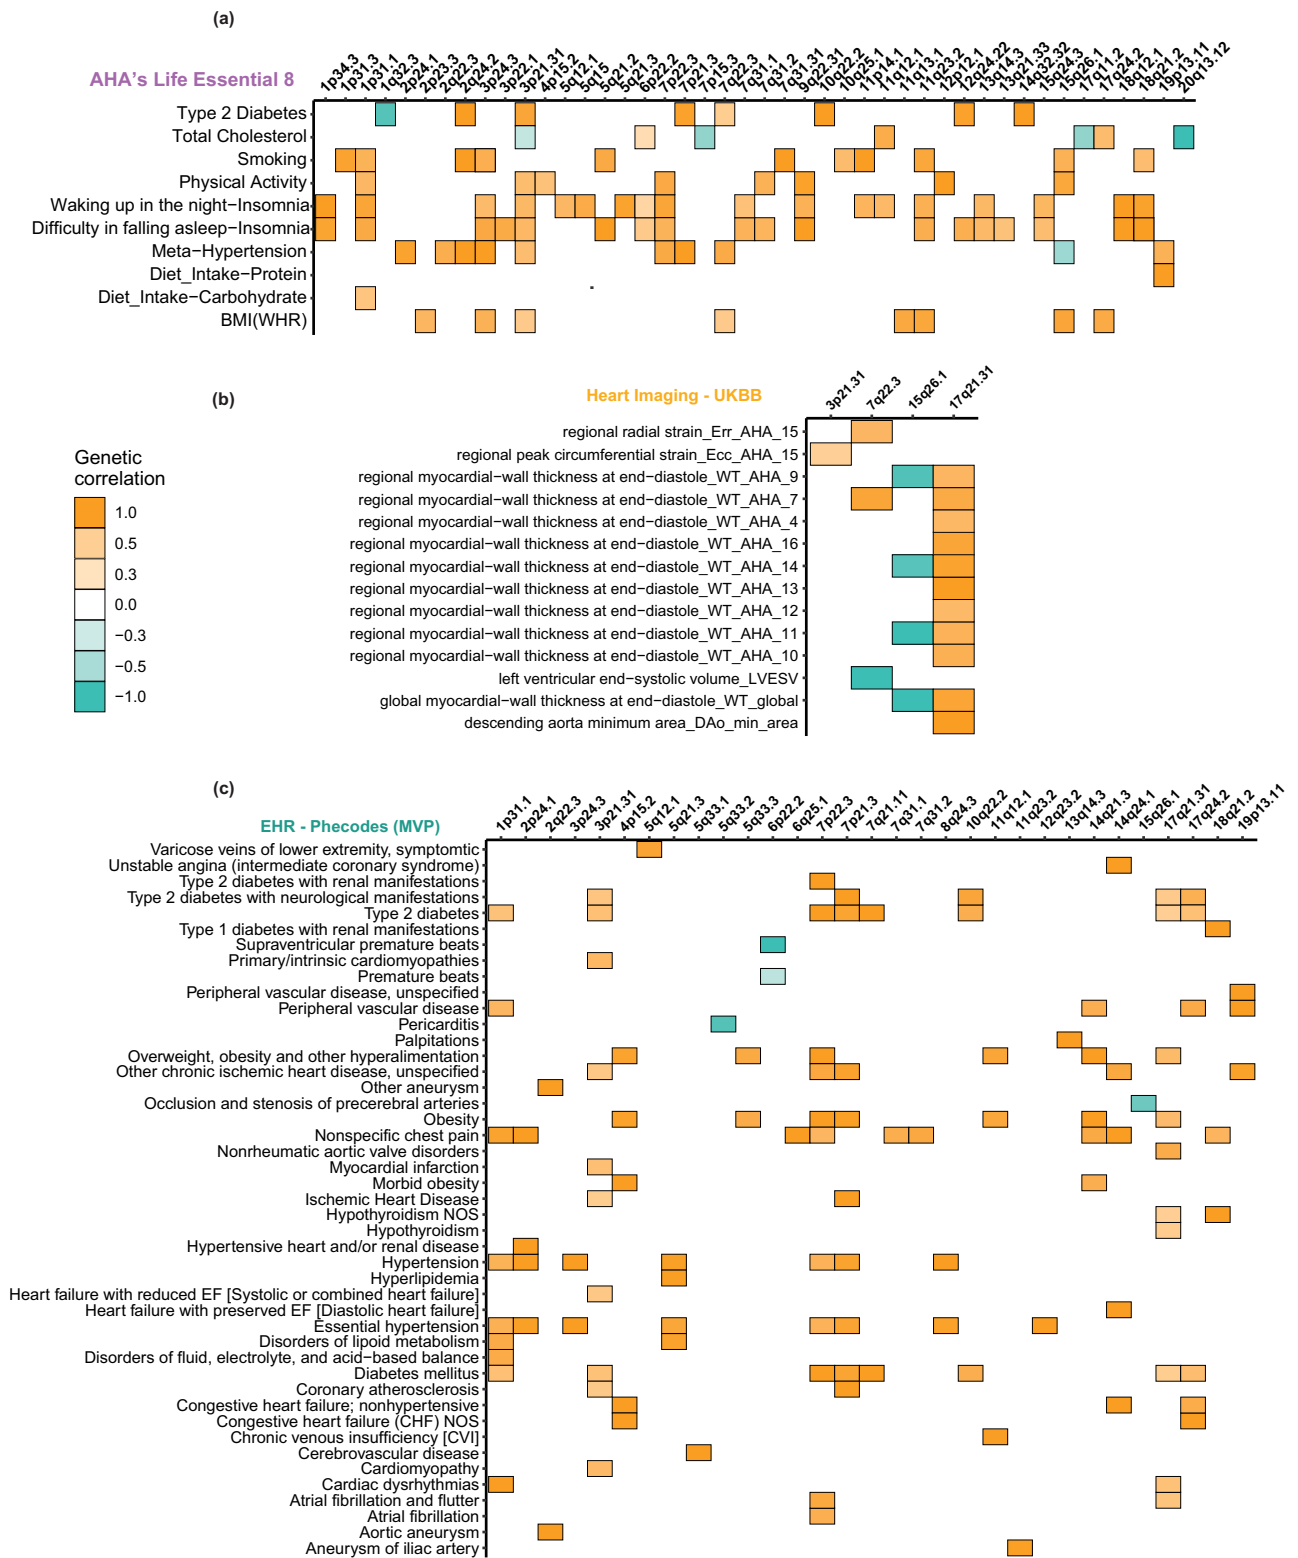 (a)
AHA's Life Essential 8
1p34.3 1p31.3 1p31.1 1q32.3 2p24.1 2p23.3 2q22.3 2q24.2 3p24.3 3p22.1 3p21.31 4p15.2 5q12.1 5q15 5q21.2 5q21.3 6p22.2 7p22.3 7p21.3 7p15.3 7q22.3 7q31.1 7q31.2 7q31.31 9q22.31 10q22.2 10q25.1 11p14.1 11q12.1 11q13.1 11q23.2 12p12.1 12q24.22 13q14.3 13q21.33 14q32.32 15q24.3 15q26.1 17q11.2 17q24.2 18q12.1 18q21.2 19p13.11 20q13.12
Type 2 Diabetes
Total Cholesterol
Smoking
Physical Activity
Waking up in the night−Insomnia
Difficulty in falling asleep−Insomnia
Meta−Hypertension
Diet_Intake−Protein
Diet_Intake−Carbohydrate
BMI(WHR)
(b)
Heart Imaging - UKBB
3p21.31 7q22.3 15q26.1 17q21.31
regional radial strain_Err_AHA_15
regional peak circumferential strain_Ecc_AHA_15
regional myocardial−wall thickness at end−diastole_WT_AHA_9
regional myocardial−wall thickness at end−diastole_WT_AHA_7
regional myocardial−wall thickness at end−diastole_WT_AHA_4
regional myocardial−wall thickness at end−diastole_WT_AHA_16
regional myocardial−wall thickness at end−diastole_WT_AHA_14
regional myocardial−wall thickness at end−diastole_WT_AHA_13
regional myocardial−wall thickness at end−diastole_WT_AHA_12
regional myocardial−wall thickness at end−diastole_WT_AHA_11
regional myocardial−wall thickness at end−diastole_WT_AHA_10
left ventricular end−systolic volume_LVESV
global myocardial−wall thickness at end−diastole_WT_global
descending aorta minimum area_DAo_min_area
Genetic
correlation
1.0
0.5
0.3
0.0
−0.3
−0.5
−1.0
(c)
EHR - Phecodes (MVP)
1p31.1 2p24.1 2q22.3 3p24.3 3p21.31 4p15.2 5q12.1 5q21.3 5q33.1 5q33.2 5q33.3 6p22.2 6q25.1 7p22.3 7p21.3 7q21.11 7q31.1 7q31.2 8q24.3 10q22.2 11q12.1 11q23.2 12q23.2 13q14.3 14q21.3 14q24.1 15q26.1 17q21.31 17q24.2 18q21.2 19p13.11
Varicose veins of lower extremity, symptomtic
Unstable angina (intermediate coronary syndrome)
Type 2 diabetes with renal manifestations
Type 2 diabetes with neurological manifestations
Type 2 diabetes
Type 1 diabetes with renal manifestations
Supraventricular premature beats
Primary/intrinsic cardiomyopathies
Premature beats
Peripheral vascular disease, unspecified
Peripheral vascular disease
Pericarditis
Palpitations
Overweight, obesity and other hyperalimentation
Other chronic ischemic heart disease, unspecified
Other aneurysm
Occlusion and stenosis of precerebral arteries
Obesity
Nonspecific chest pain
Nonrheumatic aortic valve disorders
Myocardial infarction
Morbid obesity
Ischemic Heart Disease
Hypothyroidism NOS
Hypothyroidism
Hypertensive heart and/or renal disease
Hypertension
Hyperlipidemia
Heart failure with reduced EF [Systolic or combined heart failure]
Heart failure with preserved EF [Diastolic heart failure]
Essential hypertension
Disorders of lipoid metabolism
Disorders of fluid, electrolyte, and acid−based balance
Diabetes mellitus
Coronary atherosclerosis
Congestive heart failure; nonhypertensive
Congestive heart failure (CHF) NOS
Chronic venous insufficiency [CVI]
Cerebrovascular disease
Cardiomyopathy
Cardiac dysrhythmias
Atrial fibrillation and flutter
Atrial fibrillation
Aortic aneurysm
Aneurysm of iliac artery